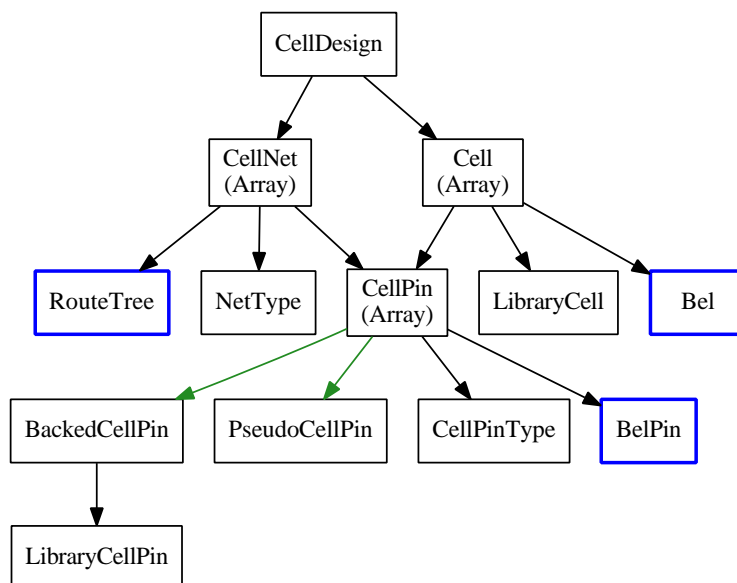 CellDesign
CellNet
(Array)
Cell
(Array)
RouteTree
NetType
CellPin
(Array)
LibraryCell
Bel
BackedCellPin
PseudoCellPin
CellPinType
BelPin
LibraryCellPin